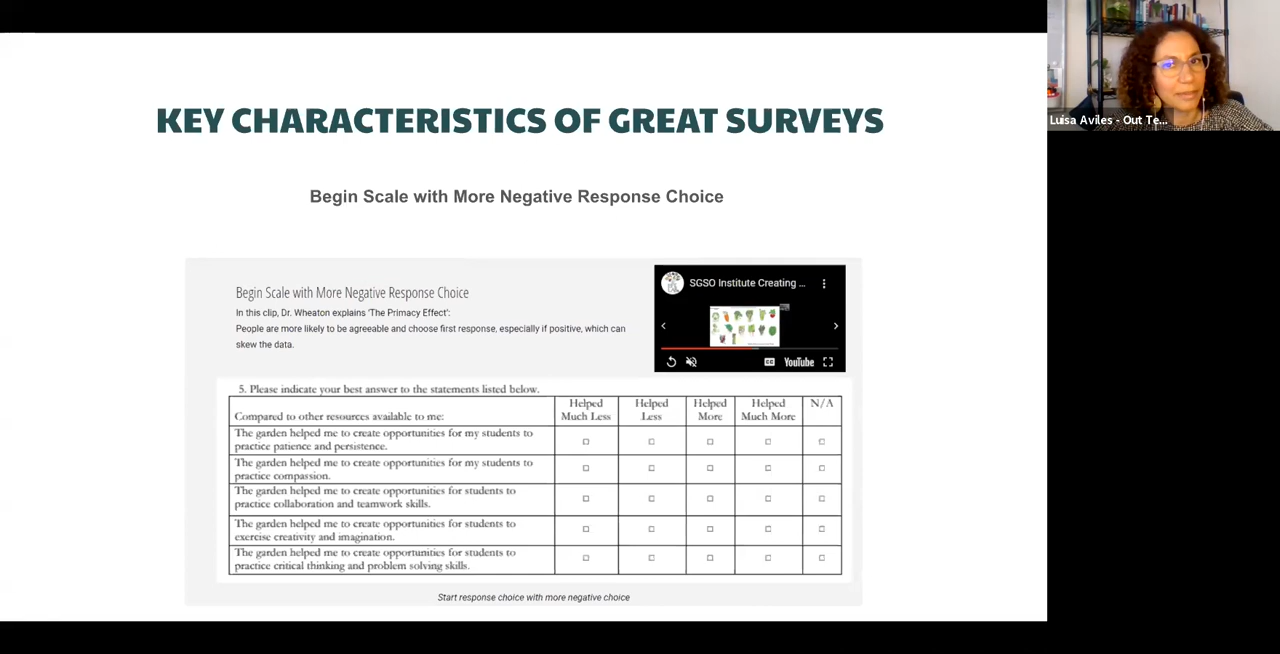 KEY CHARACTERISTICS OF GREAT SURVEYS
Luisa Aviles - Out Te...
Begin Scale with More Negative Response Choice
Begin Scale with More Negative Response Choice
In this clip, Dr. Wheaton explains 'The Primacy Effect':
People are more likely to be agreeable and choose first response, especially if positive, which can
skew the data.
SGSO Institute Creating ...
YouTube
5. Please indicate your best answer to the statements listed below.
Compared to other resources available to me:
Helped
Much Less
Helped
Less
Helped
More
Helped
Much More
N/A
The garden helped me to create opportunities for my students to
practice patience and persistence.
The garden helped me to create opportunities for my students to
practice compassion.
The garden helped me to create opportunities for students to
practice collaboration and teamwork skills.
The garden helped me to create opportunities for students to
exercise creativity and imagination.
The garden helped me to create opportunities for students to
practice critical thinking and problem solving skills.
Start response choice with more negative choice